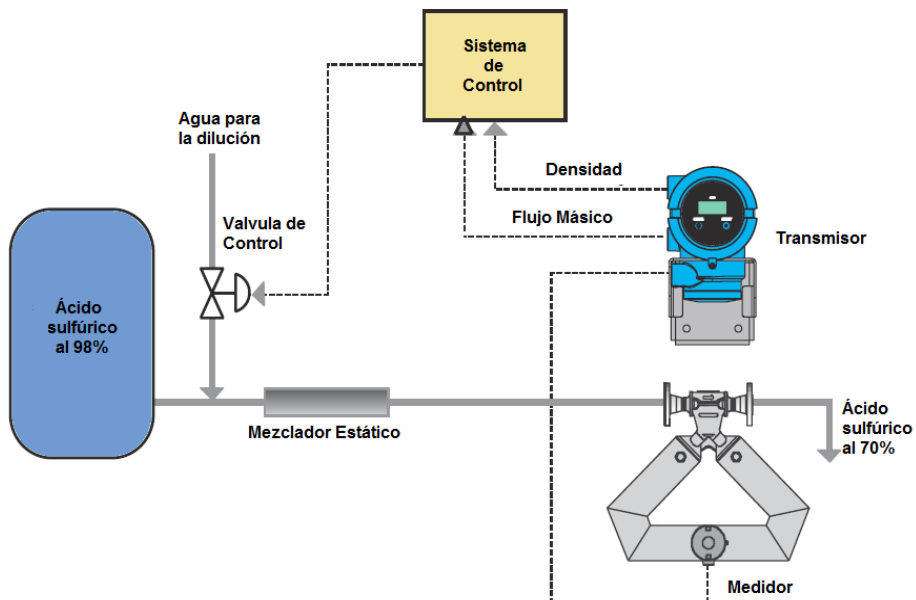 Sistema
de
Control
Agua para
la dilución
Densidad
Flujo Másico
Transmisor
Valvula de
Control
Ácido
sulfúrico
al 98%
Mezclador Estático
Ácido
sulfúrico
al 70%
Medidor